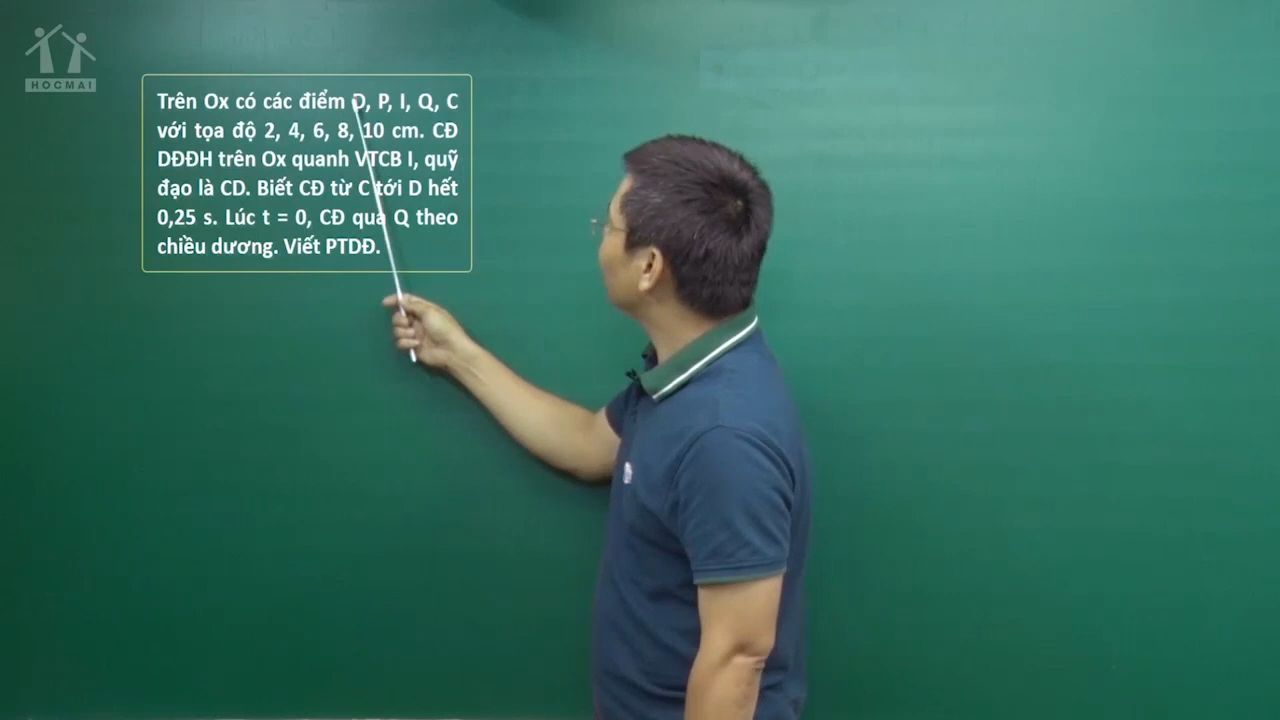 HOCMAI
Trên Ox có các điểm D, P, I, Q, C
với tọa độ 2, 4, 6, 8, 10 cm. CĐ
DĐĐH trên Ox quanh VTCB I, quỹ
đạo là CD. Biết CĐ từ C tới D hết
0,25 s. Lúc t = 0, CĐ qua Q theo
chiều dương. Viết PTDĐ.